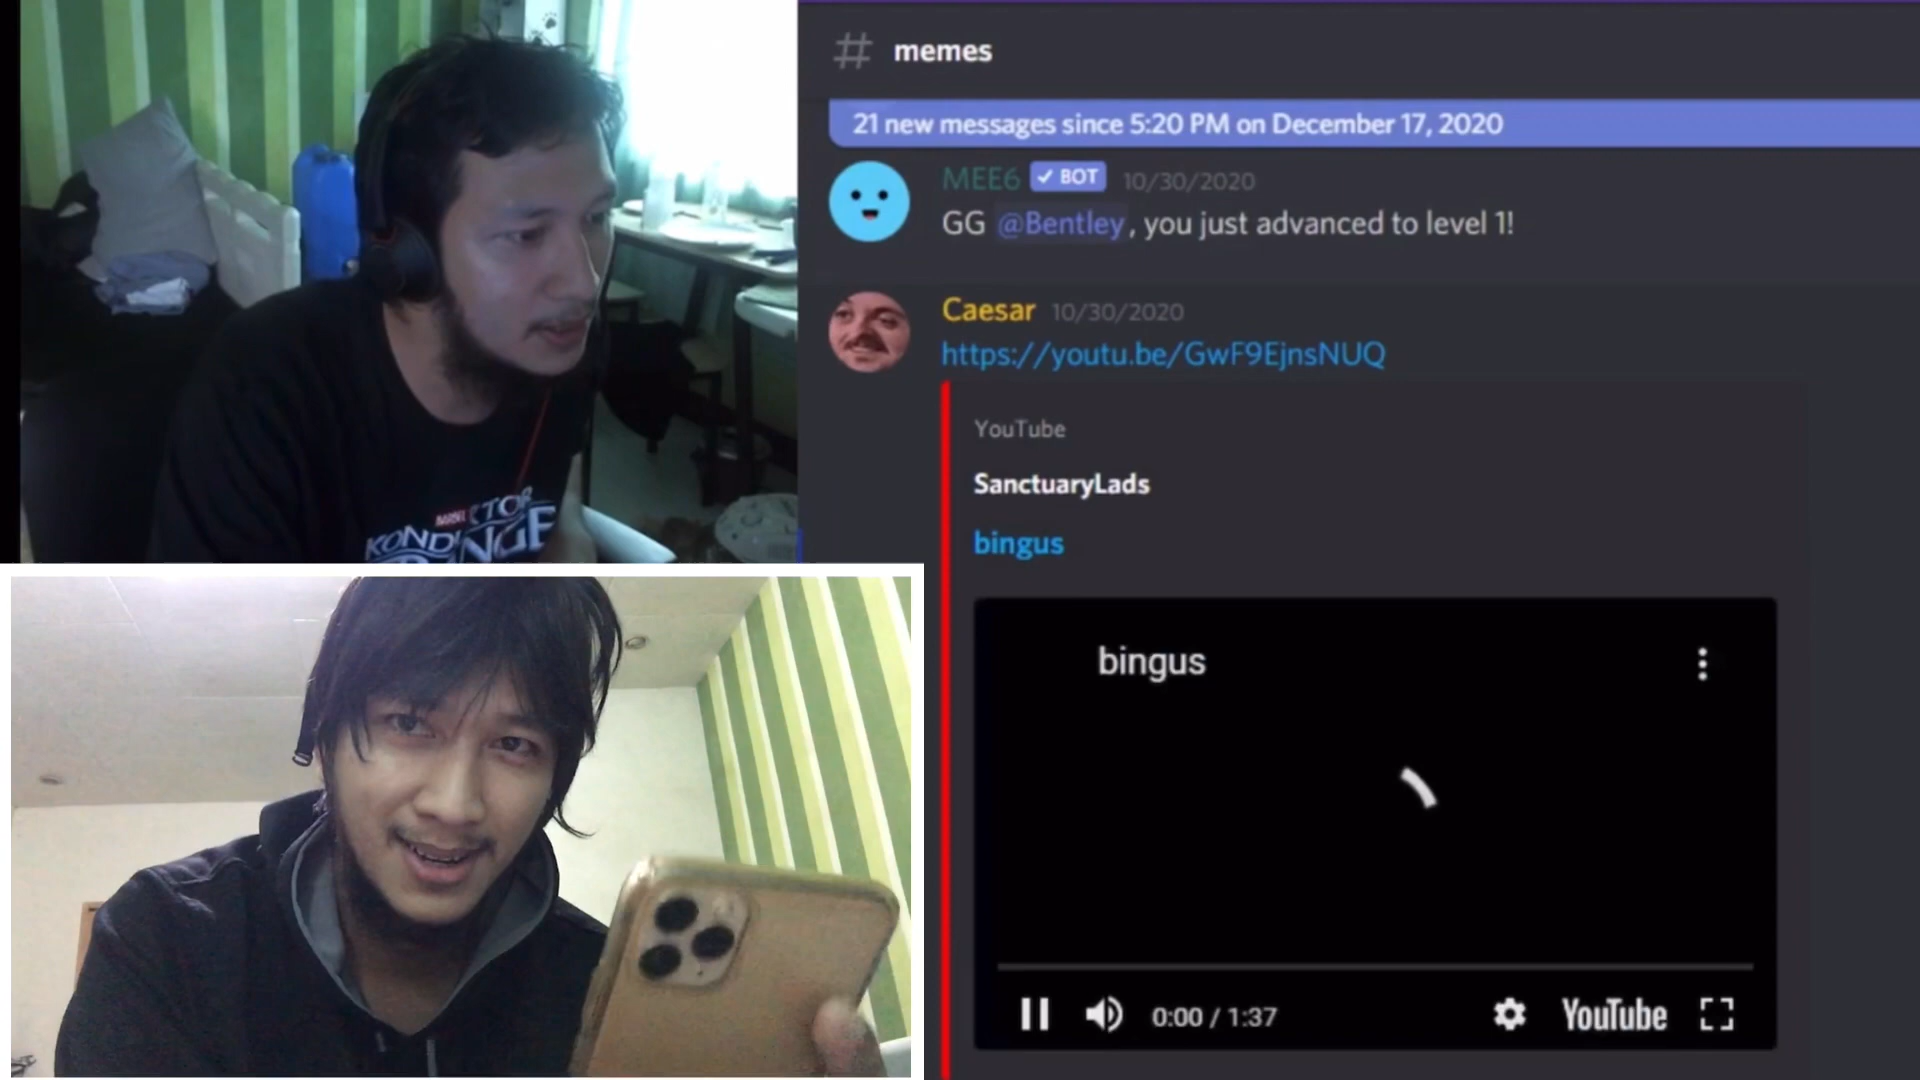 memes
21 new messages since 5:20 PM on December 17, 2020
MEE6 BOT 10/30/2020
GG @Bentley, you just advanced to level 1!
Caesar 10/30/2020
https://youtu.be/GwF9EjnsNUQ
YouTube
SanctuaryLads
bingus
bingus
0:00 / 1:37
YouTube
MARVEL